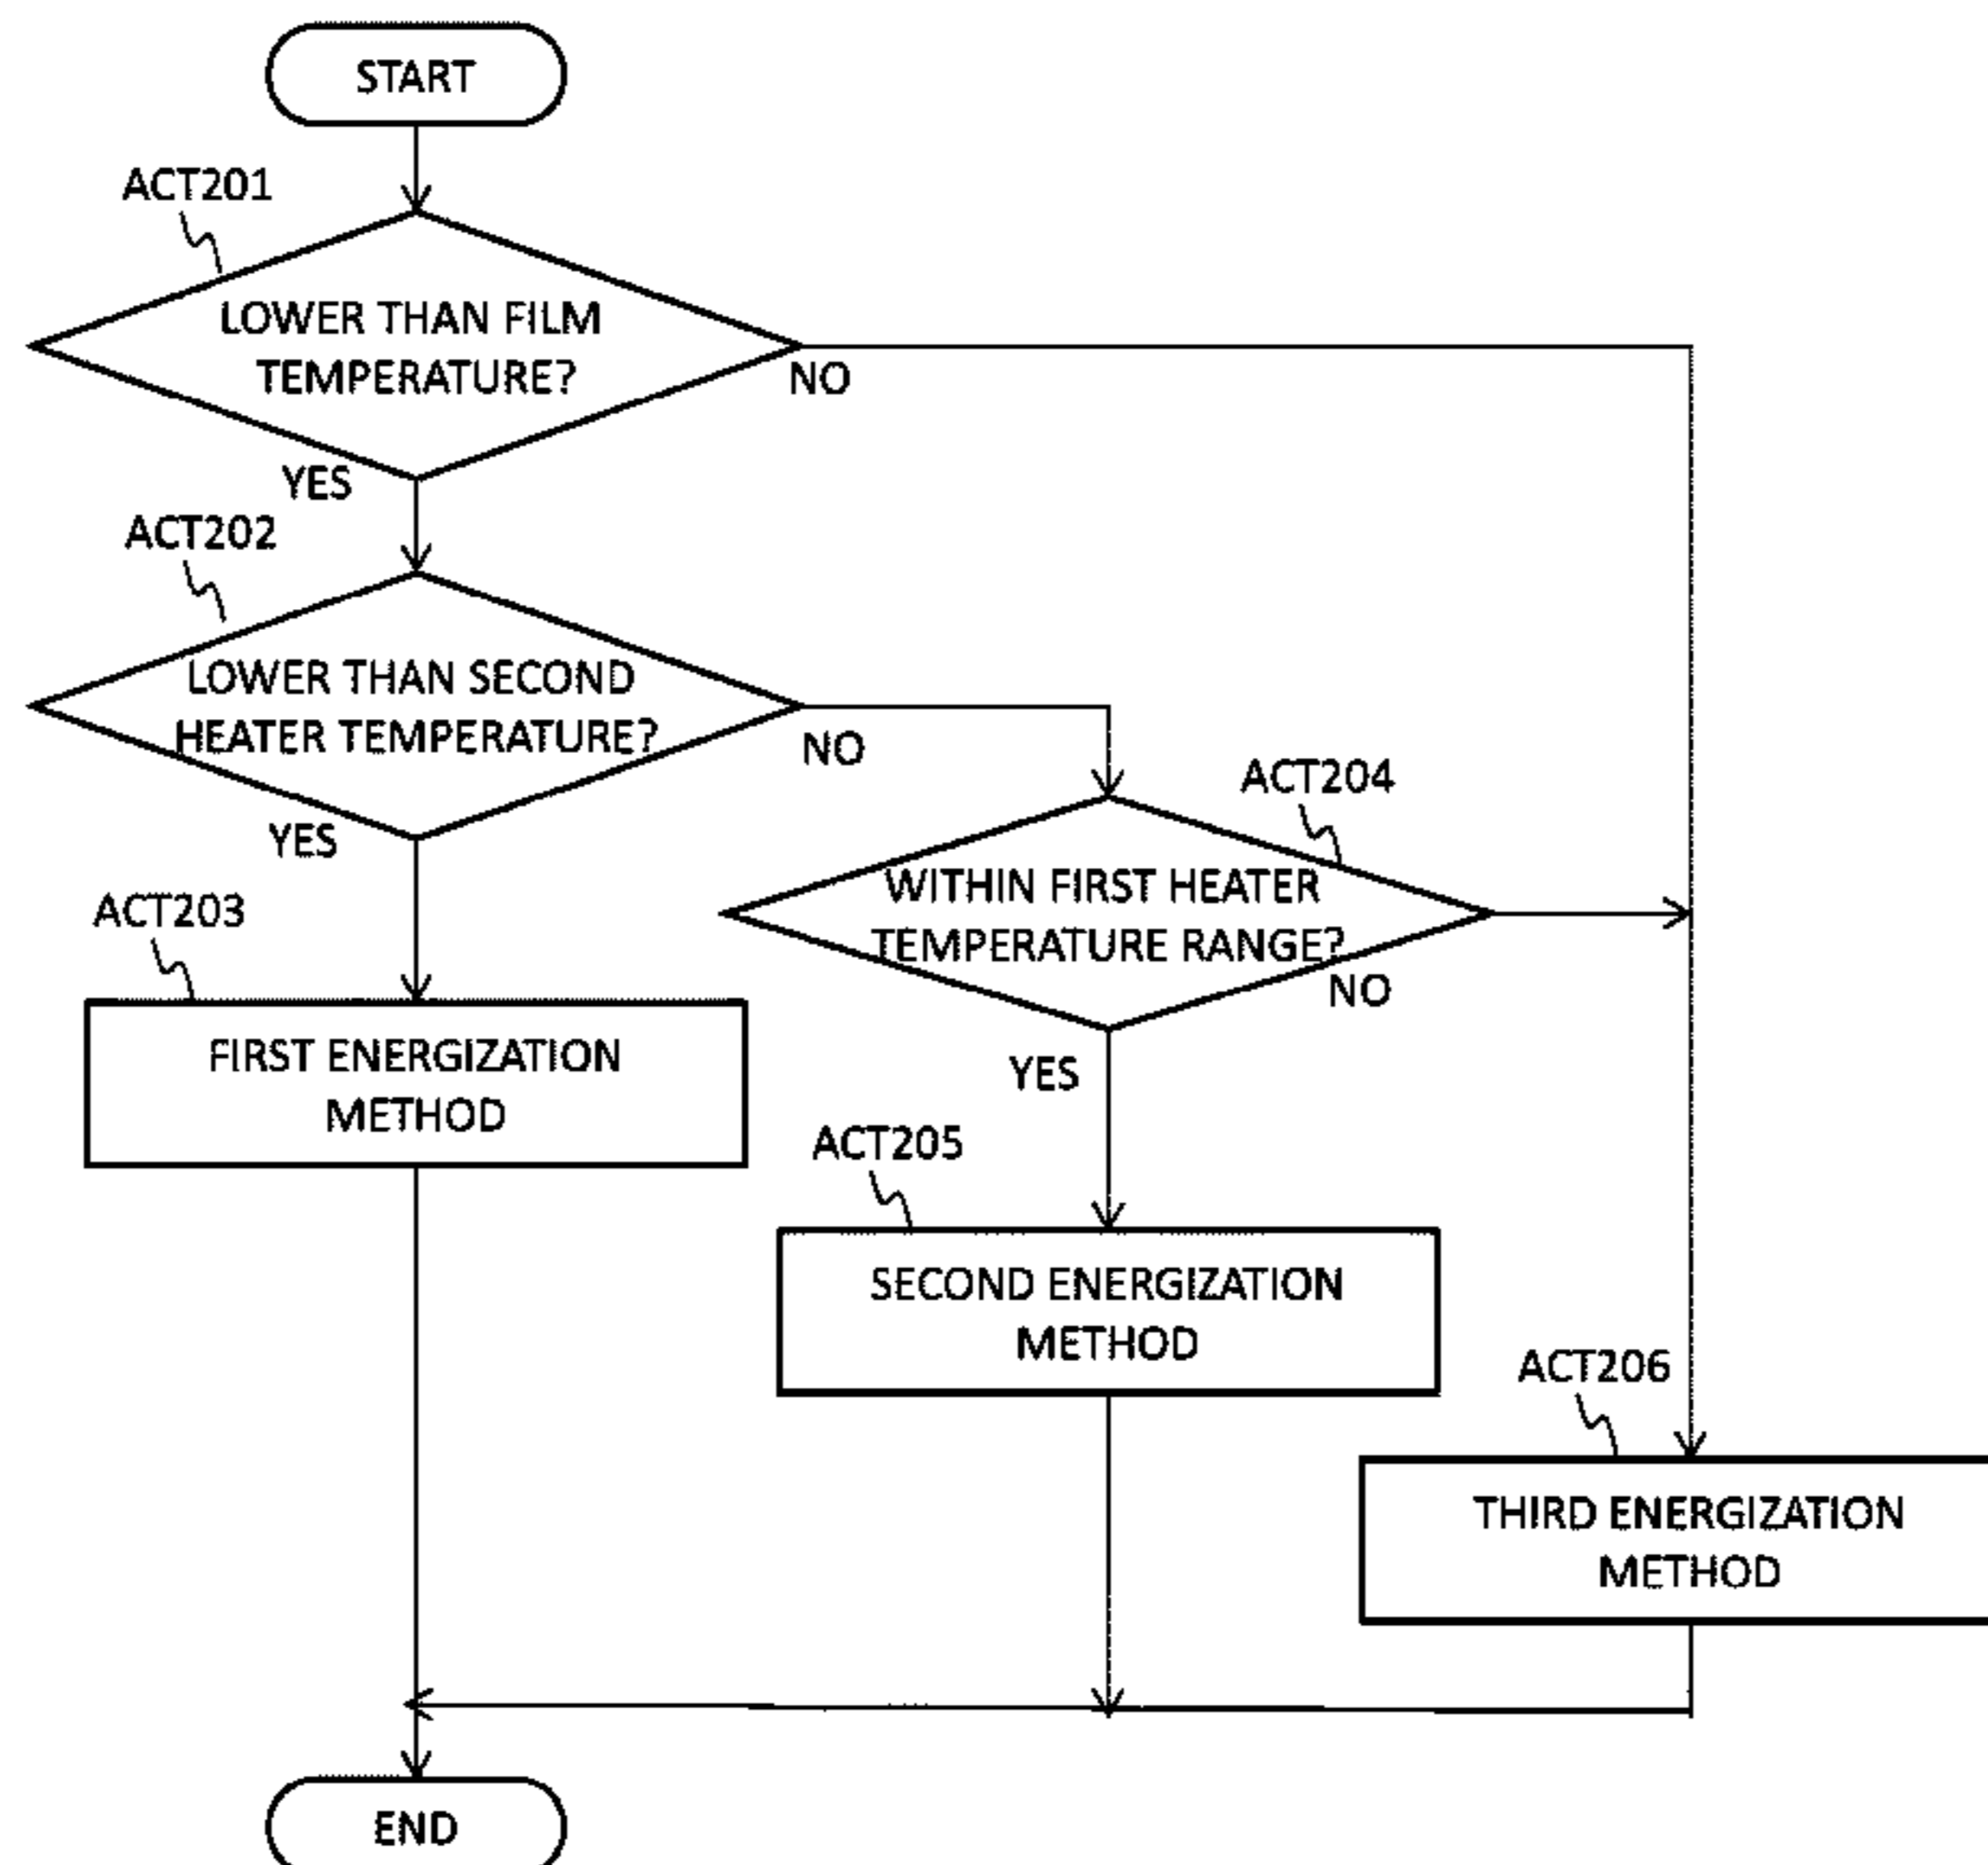 START
ACT201
LOWER THAN FILM
TEMPERATURE?
NO
YES
ACT202
LOWER THAN SECOND
HEATER TEMPERATURE?
NO
YES
ACT204
WITHIN FIRST HEATER
TEMPERATURE RANGE?
NO
YES
ACT203
FIRST ENERGIZATION
METHOD
ACT205
SECOND ENERGIZATION
METHOD
ACT206
THIRD ENERGIZATION
METHOD
END